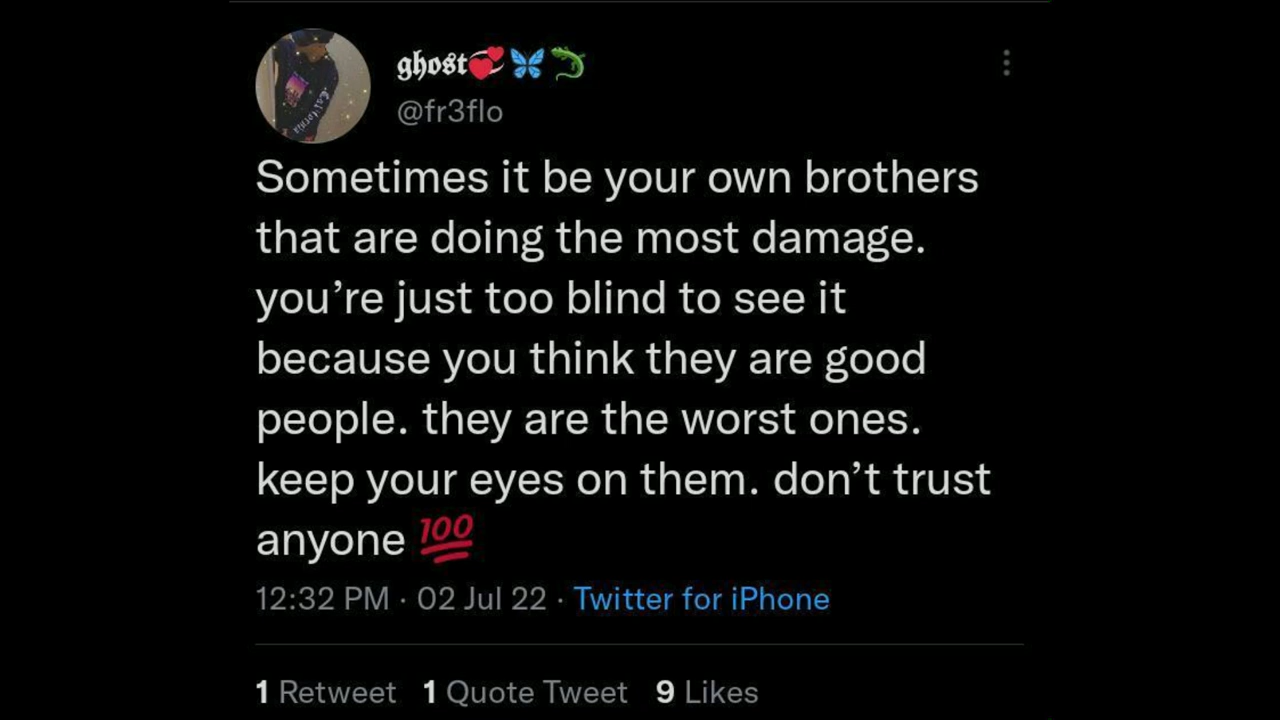 ghost💞🦋🦎
@fr3flo
Sometimes it be your own brothers
that are doing the most damage.
you’re just too blind to see it
because you think they are good
people. they are the worst ones.
keep your eyes on them. don’t trust
anyone 💯
12:32 PM · 02 Jul 22 · Twitter for iPhone
1 Retweet 1 Quote Tweet 9 Likes